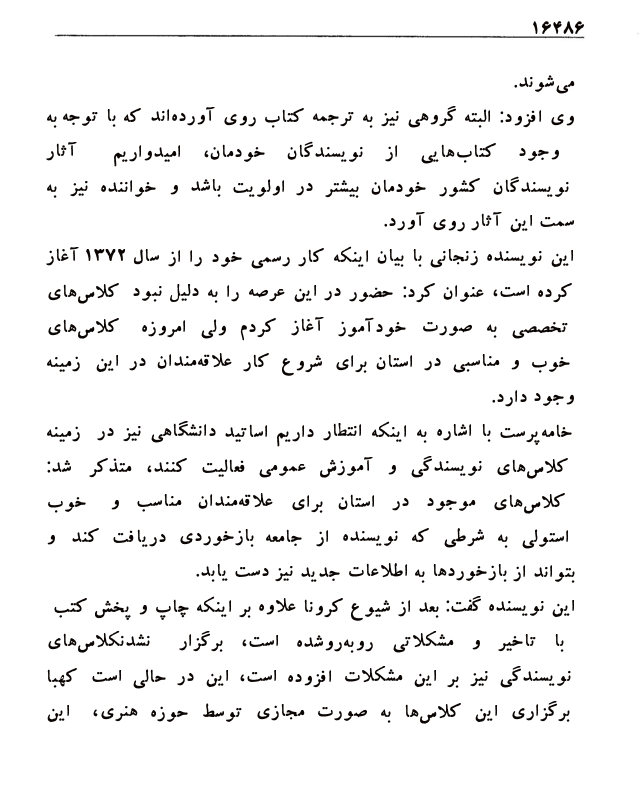 ۱۶۴۸۶
می‌شوند.
وی افزود: البته گروهی نیز به ترجمه کتاب روی آورده‌اند که با توجه به
وجود کتاب‌هایی از نویسندگان خودمان، امیدواریم آثار
نویسندگان کشور خودمان بیشتر در اولویت باشد و خواننده نیز به
سمت این آثار روی آورد.
این نویسنده زنجانی با بیان اینکه کار رسمی خود را از سال ۱۳۷۲ آغاز
کرده است، عنوان کرد: حضور در این عرصه را به دلیل نبود کلاس‌های
تخصصی به صورت خودآموز آغاز کردم ولی امروزه کلاس‌های
خوب و مناسبی در استان برای شروع کار علاقه‌مندان در این زمینه
وجود دارد.
خامه‌پرست با اشاره به اینکه انتطار داریم اساتید دانشگاهی نیز در زمینه
کلاس‌های نویسندگی و آموزش عمومی فعالیت کنند، متذکر شد:
کلاس‌های موجود در استان برای علاقه‌مندان مناسب و خوب
استولی به شرطی که نویسنده از جامعه بازخوردی دریافت کند و
بتواند از بازخوردها به اطلاعات جدید نیز دست یابد.
این نویسنده گفت: بعد از شیوع کرونا علاوه بر اینکه چاپ و پخش کتب
با تاخیر و مشکلاتی روبه‌روشده است، برگزار نشدنکلاس‌های
نویسندگی نیز بر این مشکلات افزوده است، این در حالی است کهبا
برگزاری این کلاس‌ها به صورت مجازی توسط حوزه هنری، این